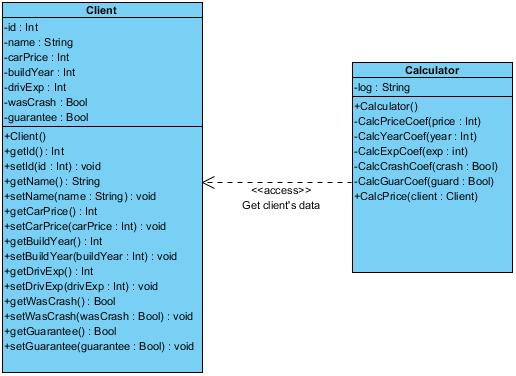 Client
-id : Int
-name : String
-carPrice : Int
-buildYear : Int
-drivExp : Int
-wasCrash : Bool
-guarantee : Bool
+Client()
+getId() : Int
+setId(id : Int) : void
+getName() : String
+setName(name : String) : void
+getCarPrice() : Int
+setCarPrice(carPrice : Int) : void
+getBuildYear() : Int
+setBuildYear(buildYear : Int) : void
+getDrivExp() : Int
+setDrivExp(drivExp : Int) : void
+getWasCrash() : Bool
+setWasCrash(wasCrash : Bool) : void
+getGuarantee() : Bool
+setGuarantee(guarantee : Bool) : void
<<access>>
Get client's data
Calculator
-log : String
+Calculator()
-CalcPriceCoef(price : Int)
-CalcYearCoef(year : Int)
-CalcExpCoef(exp : int)
-CalcCrashCoef(crash : Bool)
-CalcGuarCoef(guard : Bool)
+CalcPrice(client : Client)